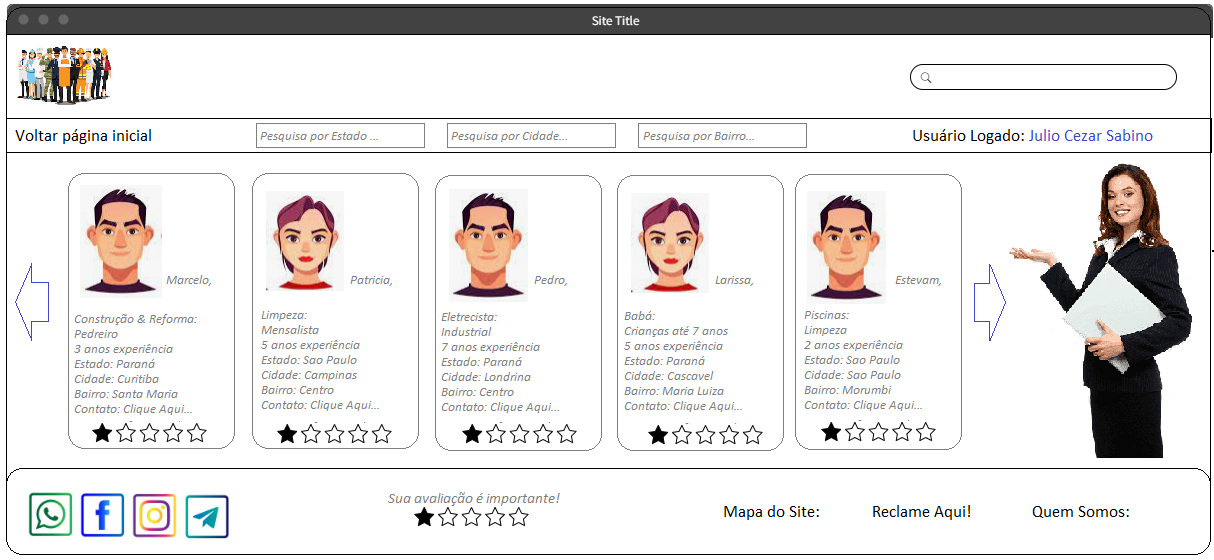 Site Title
Voltar página inicial
Pesquisa por Estado ...
Pesquisa por Cidade...
Pesquisa por Bairro...
Usuário Logado: Julio Cezar Sabino
Marcelo,
Construção & Reforma:
Pedreiro
3 anos experiência
Estado: Paraná
Cidade: Curitiba
Bairro: Santa Maria
Contato: Clique Aqui...
Patricia,
Limpeza:
Mensalista
5 anos experiência
Estado: Sao Paulo
Cidade: Campinas
Bairro: Centro
Contato: Clique Aqui...
Pedro,
Eletrecista:
Industrial
7 anos experiência
Estado: Paraná
Cidade: Londrina
Bairro: Centro
Contato: Clique Aqui...
Larissa,
Babá:
Crianças até 7 anos
5 anos experiência
Estado: Paraná
Cidade: Cascavel
Bairro: Maria Luiza
Contato: Clique Aqui...
Estevam,
Piscinas:
Limpeza
2 anos experiência
Estado: Sao Paulo
Cidade: Sao Paulo
Bairro: Morumbi
Contato: Clique Aqui...
Sua avaliação é importante!
Mapa do Site:
Reclame Aqui!
Quem Somos: